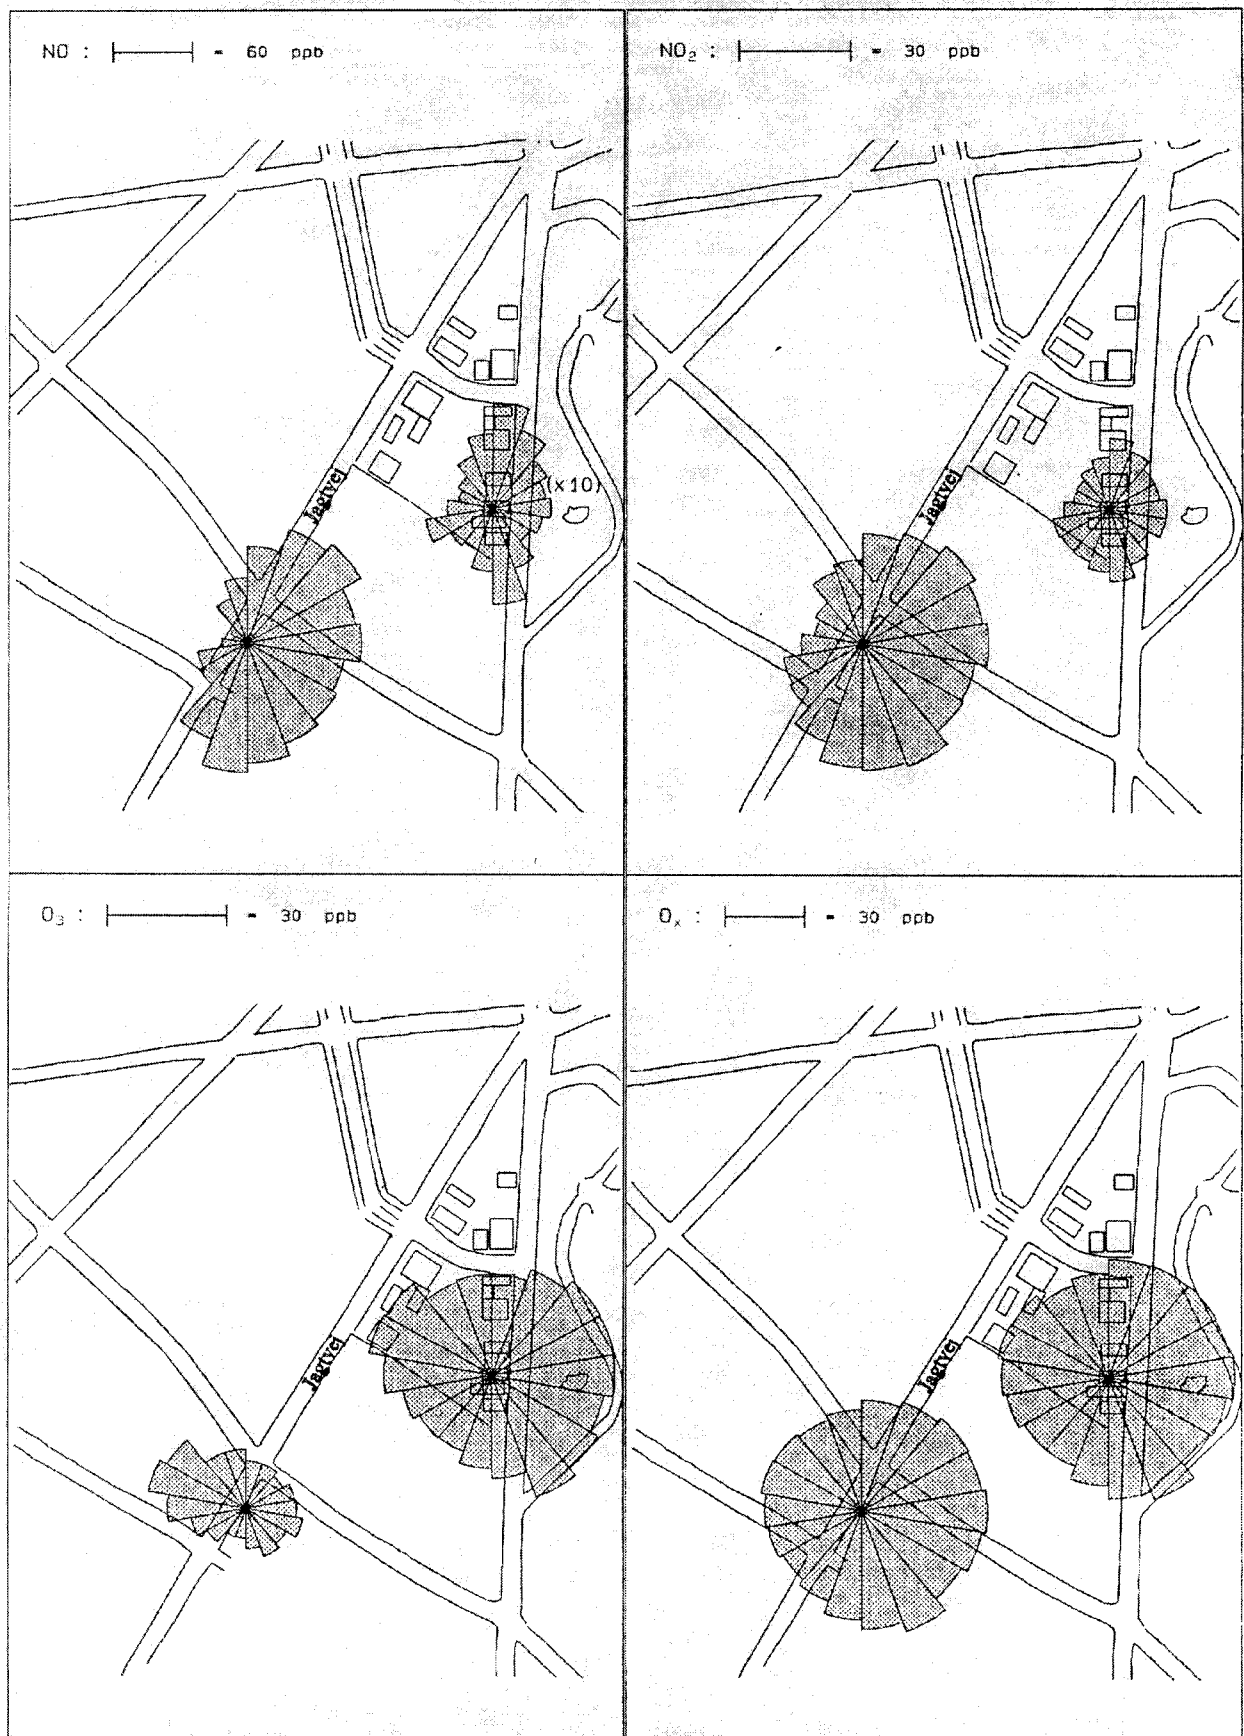 NO : = 60 ppb
NO₂ : = 30 ppb
Jagtvej
(x10)
Jagtvej
O₃ : = 30 ppb
Oₓ : = 30 ppb
Jagtvej
Jagtvej